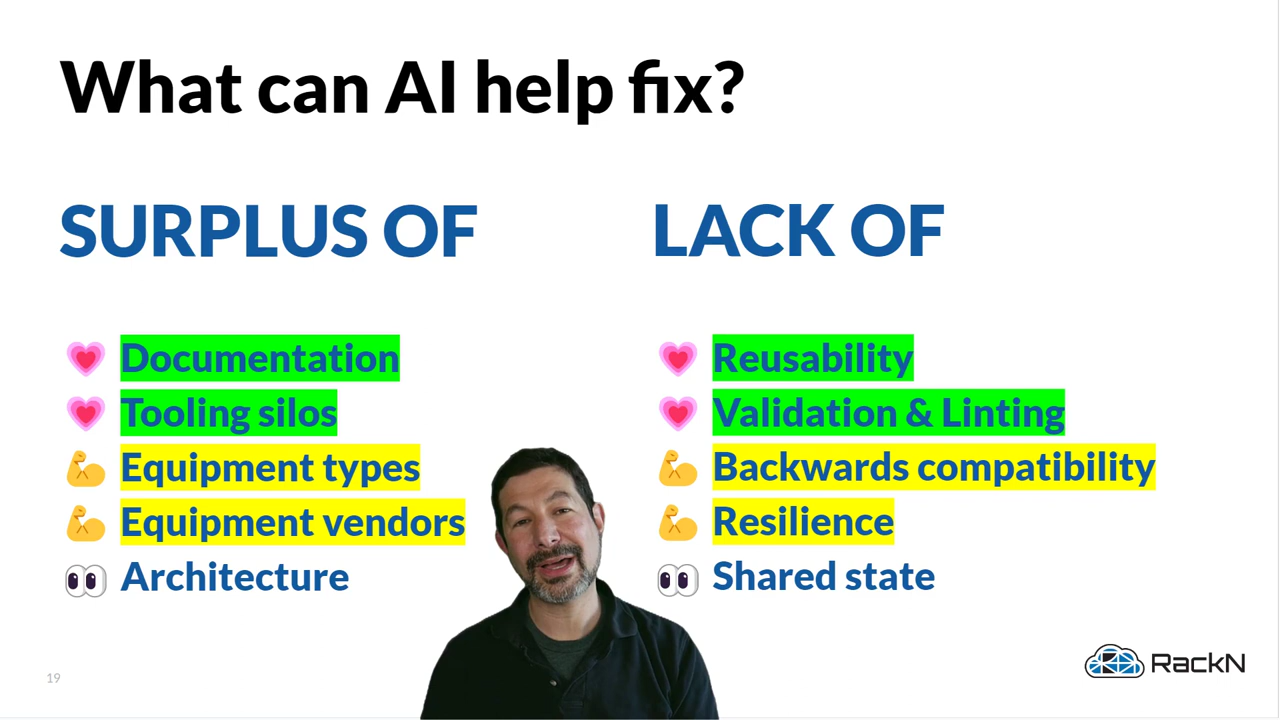 What can AI help fix?
SURPLUS OF
Documentation
Tooling silos
Equipment types
Equipment vendors
Architecture
LACK OF
Reusability
Validation & Linting
Backwards compatibility
Resilience
Shared state
19
RackN